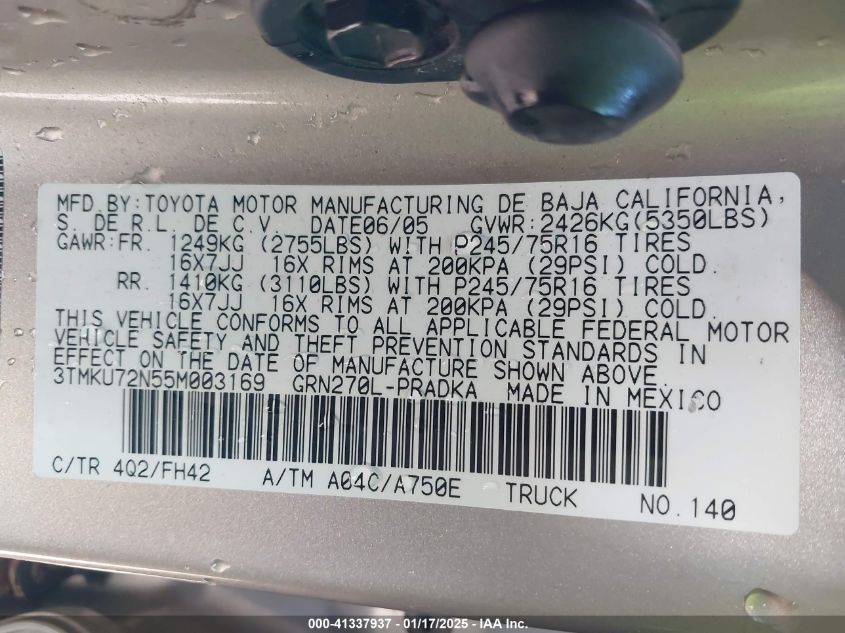 MFD BY:TOYOTA MOTOR MANUFACTURING DE BAJA CALIFORNIA,
S. DE R.L. DE C.V. DATE06/05 GVWR:2426KG(5350LBS)
GAWR:FR. 1249KG (2755LBS) WITH P245/75R16 TIRES
16X7JJ 16X RIMS AT 200KPA (29PSI) COLD.
RR. 1410KG (3110LBS) WITH P245/75R16 TIRES
16X7JJ 16X RIMS AT 200KPA (29PSI) COLD.
THIS VEHICLE CONFORMS TO ALL APPLICABLE FEDERAL MOTOR
VEHICLE SAFETY AND THEFT PREVENTION STANDARDS IN
EFFECT ON THE DATE OF MANUFACTURE SHOWN ABOVE.
3TMKU72N55M003169 GRN270L-PRADKA MADE IN MEXICO
C/TR 4Q2/FH42 A/TM A04C/A750E TRUCK NO.140
000-41337937 - 01/17/2025 - IAA Inc.